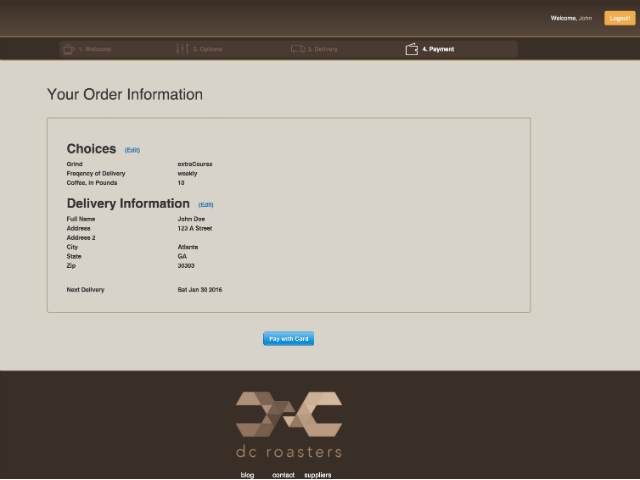 Welcome, John
Logout!
1. Welcome
2. Options
3. Delivery
4. Payment
Your Order Information
Choices (Edit)
Grind extraCourse
Freqency of Delivery weekly
Coffee, In Pounds 10
Delivery Information (Edit)
Full Name John Doe
Address 123 A Street
Address 2
City Atlanta
State GA
Zip 30303
Next Delivery Sat Jan 30 2016
Pay with Card
dc roasters
blog contact suppliers